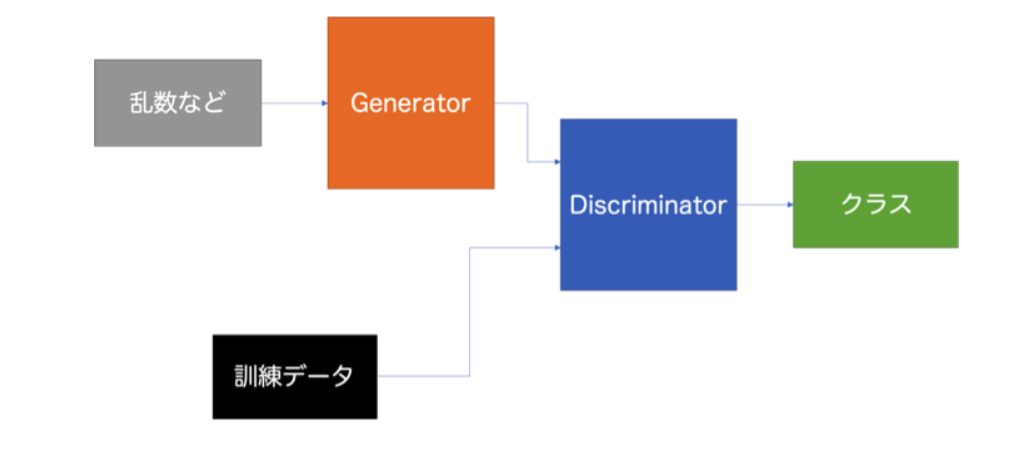 乱数など
Generator
Discriminator
クラス
訓練データ